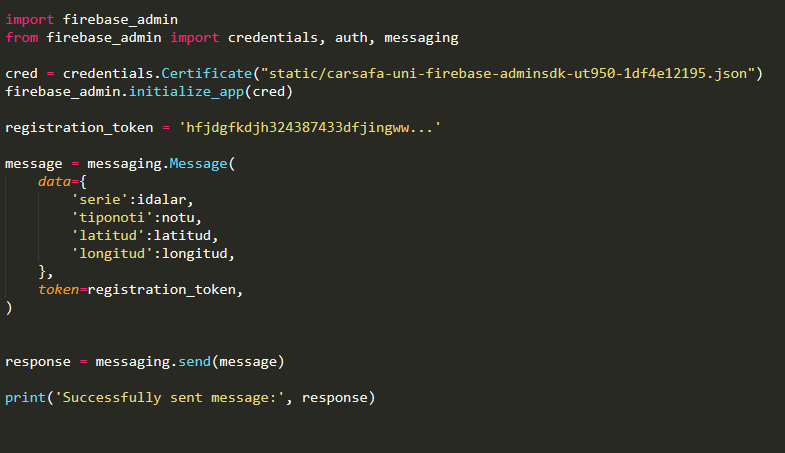 import firebase_admin
from firebase_admin import credentials, auth, messaging
cred = credentials.Certificate("static/carsafa-uni-firebase-adminsdk-ut950-1df4e12195.json")
firebase_admin.initialize_app(cred)
registration_token = 'hfjdgfkdjh324387433dfjingww...'
message = messaging.Message(
    data={
        'serie':idalar,
        'tiponoti':notu,
        'latitud':latitud,
        'longitud':longitud,
    },
    token=registration_token,
)
response = messaging.send(message)
print('Successfully sent message:', response)